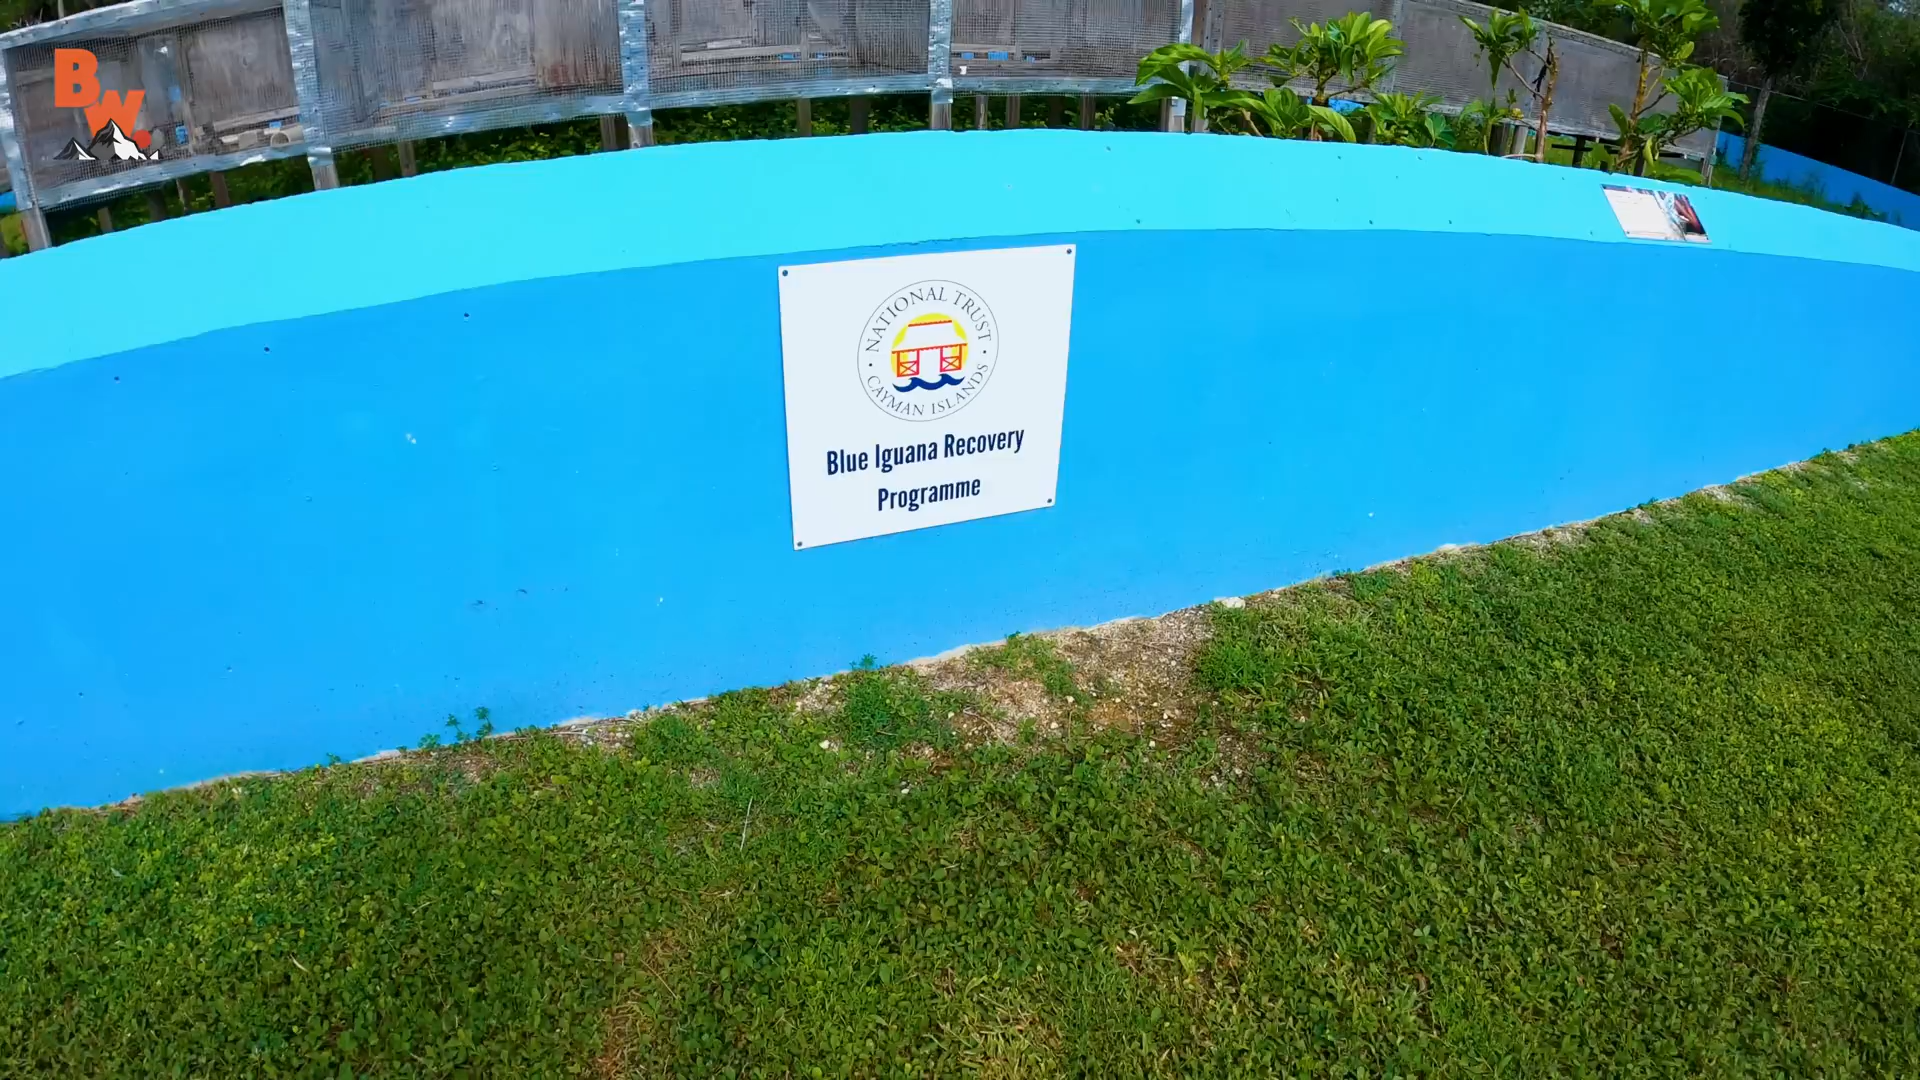 BW
NATIONAL TRUST
CAYMAN ISLANDS
Blue Iguana Recovery
Programme